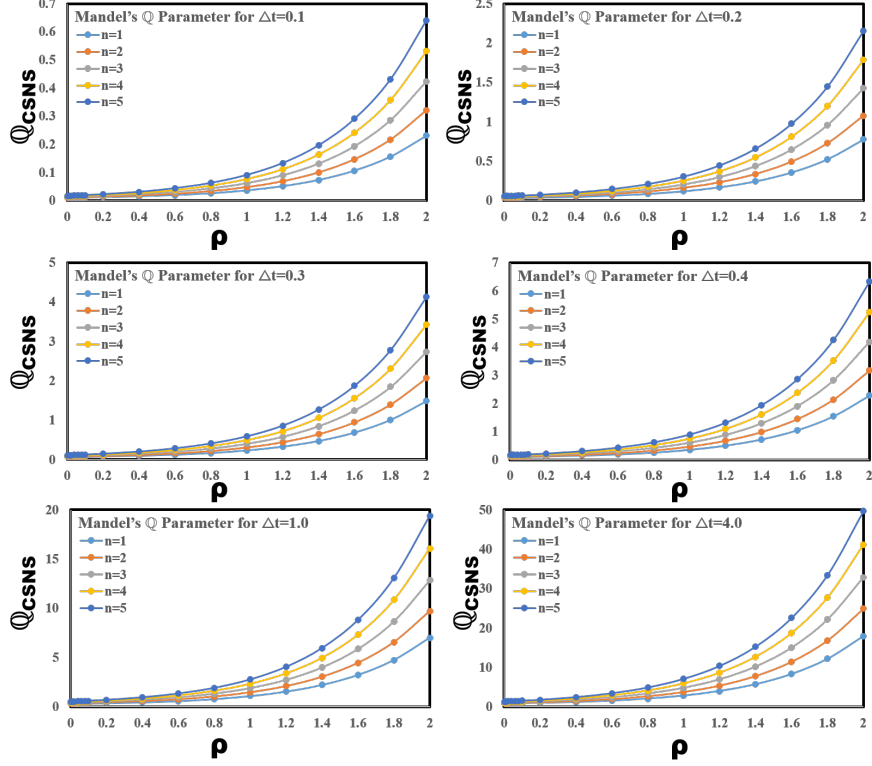 Mandel's ℚ Parameter for △t=0.1
n=1
n=2
n=3
n=4
n=5
ℚCSNS
0.7
0.6
0.5
0.4
0.3
0.2
0.1
0
0 0.2 0.4 0.6 0.8 1 1.2 1.4 1.6 1.8 2
ρ
Mandel's ℚ Parameter for △t=0.2
n=1
n=2
n=3
n=4
n=5
ℚCSNS
2.5
2
1.5
1
0.5
0
0 0.2 0.4 0.6 0.8 1 1.2 1.4 1.6 1.8 2
ρ
Mandel's ℚ Parameter for △t=0.3
n=1
n=2
n=3
n=4
n=5
ℚCSNS
5
4
3
2
1
0
0 0.2 0.4 0.6 0.8 1 1.2 1.4 1.6 1.8 2
ρ
Mandel's ℚ Parameter for △t=0.4
n=1
n=2
n=3
n=4
n=5
ℚCSNS
7
6
5
4
3
2
1
0
0 0.2 0.4 0.6 0.8 1 1.2 1.4 1.6 1.8 2
ρ
Mandel's ℚ Parameter for △t=1.0
n=1
n=2
n=3
n=4
n=5
ℚCSNS
20
15
10
5
0
0 0.2 0.4 0.6 0.8 1 1.2 1.4 1.6 1.8 2
ρ
Mandel's ℚ Parameter for △t=4.0
n=1
n=2
n=3
n=4
n=5
ℚCSNS
50
40
30
20
10
0
0 0.2 0.4 0.6 0.8 1 1.2 1.4 1.6 1.8 2
ρ